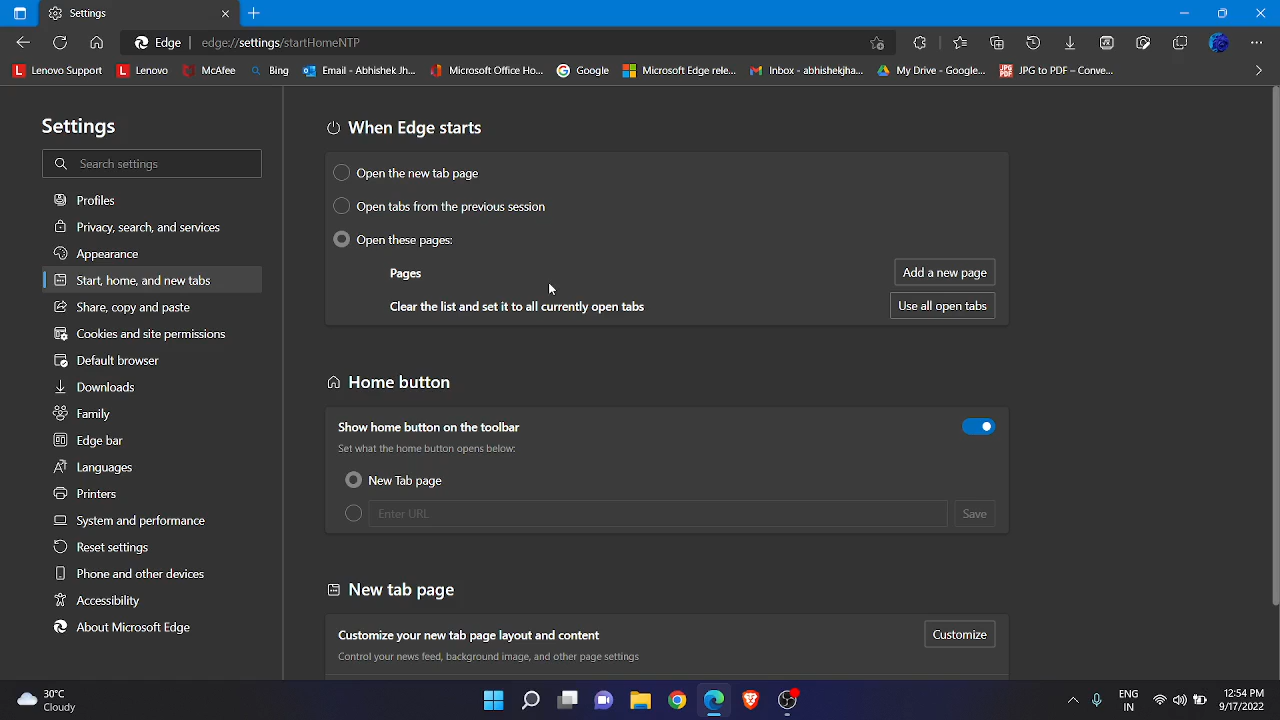 Settings
Edge | edge://settings/startHomeNTP
Lenovo Support Lenovo McAfee Bing Email - Abhishek Jh... Microsoft Office Ho... Google Microsoft Edge rele... Inbox - abhishekjha... My Drive - Google... JPG to PDF – Conve...
Settings
Search settings
Profiles
Privacy, search, and services
Appearance
Start, home, and new tabs
Share, copy and paste
Cookies and site permissions
Default browser
Downloads
Family
Edge bar
Languages
Printers
System and performance
Reset settings
Phone and other devices
Accessibility
About Microsoft Edge
When Edge starts
Open the new tab page
Open tabs from the previous session
Open these pages:
Pages Add a new page
Clear the list and set it to all currently open tabs Use all open tabs
Home button
Show home button on the toolbar
Set what the home button opens below:
New Tab page
Enter URL Save
New tab page
Customize your new tab page layout and content Customize
Control your news feed, background image, and other page settings
30°C
Cloudy
ENG
IN
12:54 PM
9/17/2022